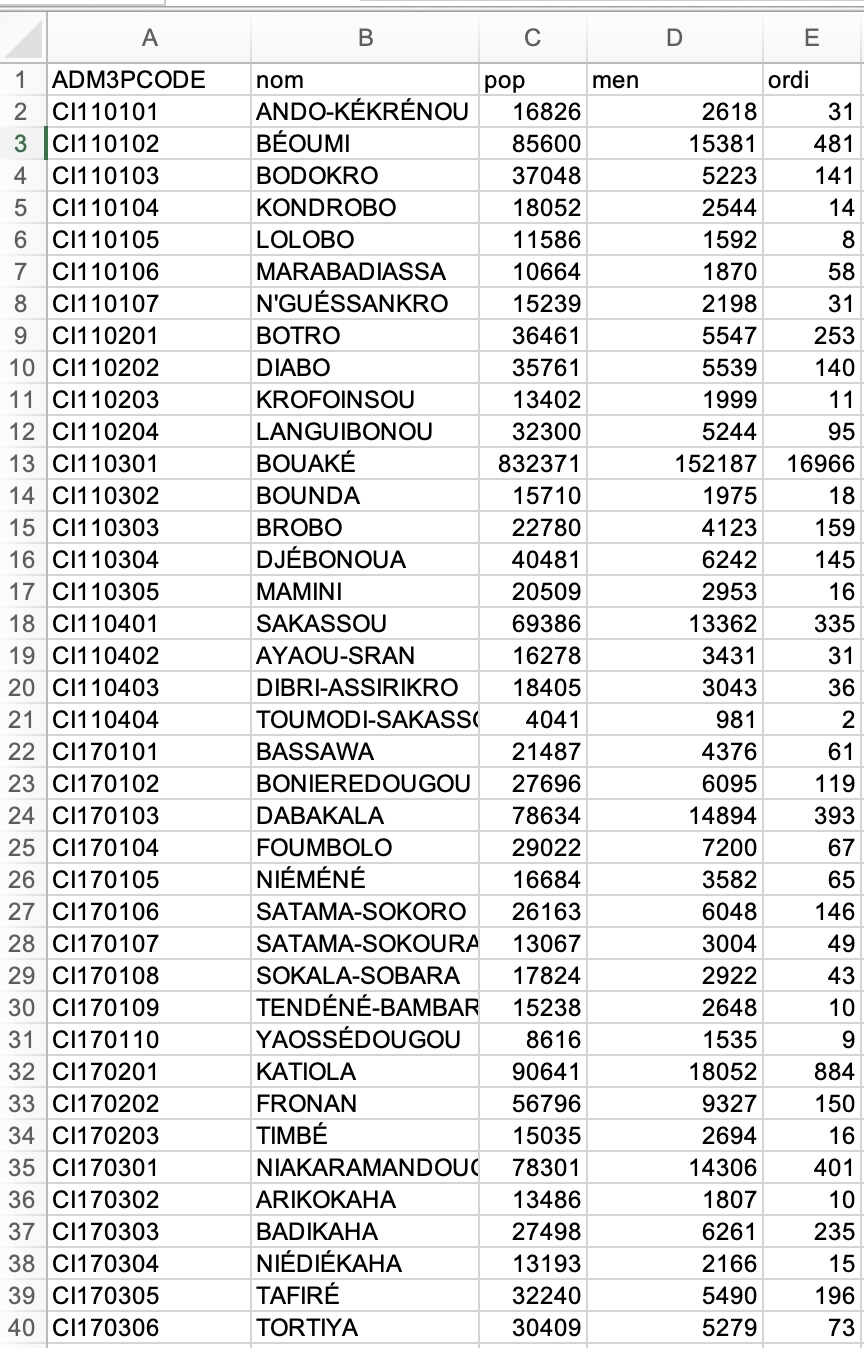 A B C D E
1 ADM3PCODE nom pop men ordi
2 CI110101 ANDO-KÉKRÉNOU 16826 2618 31
3 CI110102 BÉOUMI 85600 15381 481
4 CI110103 BODOKRO 37048 5223 141
5 CI110104 KONDROBO 18052 2544 14
6 CI110105 LOLOBO 11586 1592 8
7 CI110106 MARABADIASSA 10664 1870 58
8 CI110107 N'GUÉSSANKRO 15239 2198 31
9 CI110201 BOTRO 36461 5547 253
10 CI110202 DIABO 35761 5539 140
11 CI110203 KROFOINSOU 13402 1999 11
12 CI110204 LANGUIBONOU 32300 5244 95
13 CI110301 BOUAKÉ 832371 152187 16966
14 CI110302 BOUNDA 15710 1975 18
15 CI110303 BROBO 22780 4123 159
16 CI110304 DJÉBONOUA 40481 6242 145
17 CI110305 MAMINI 20509 2953 16
18 CI110401 SAKASSOU 69386 13362 335
19 CI110402 AYAOU-SRAN 16278 3431 31
20 CI110403 DIBRI-ASSIRIKRO 18405 3043 36
21 CI110404 TOUMODI-SAKASSO 4041 981 2
22 CI170101 BASSAWA 21487 4376 61
23 CI170102 BONIEREDOUGOU 27696 6095 119
24 CI170103 DABAKALA 78634 14894 393
25 CI170104 FOUMBOLO 29022 7200 67
26 CI170105 NIÉMÉNÉ 16684 3582 65
27 CI170106 SATAMA-SOKORO 26163 6048 146
28 CI170107 SATAMA-SOKOURA 13067 3004 49
29 CI170108 SOKALA-SOBARA 17824 2922 43
30 CI170109 TENDÉNÉ-BAMBAR 15238 2648 10
31 CI170110 YAOSSÉDOUGOU 8616 1535 9
32 CI170201 KATIOLA 90641 18052 884
33 CI170202 FRONAN 56796 9327 150
34 CI170203 TIMBÉ 15035 2694 16
35 CI170301 NIAKARAMANDOUG 78301 14306 401
36 CI170302 ARIKOKAHA 13486 1807 10
37 CI170303 BADIKAHA 27498 6261 235
38 CI170304 NIÉDIÉKAHA 13193 2166 15
39 CI170305 TAFIRÉ 32240 5490 196
40 CI170306 TORTIYA 30409 5279 73